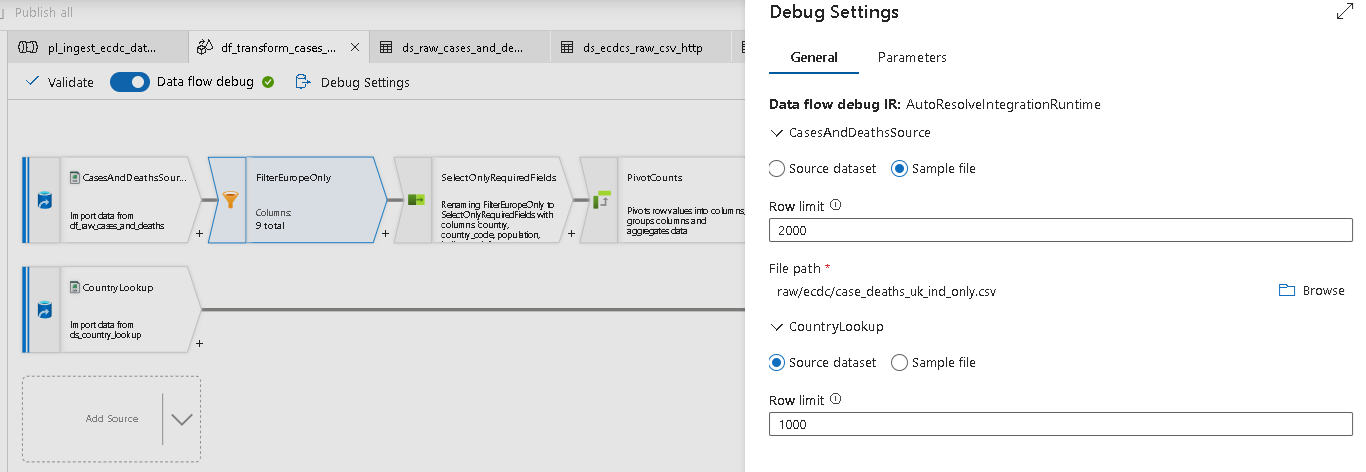 Publish all
Debug Settings
pl_ingest_ecdc_dat...
df_transform_cases_...
ds_raw_cases_and_de...
ds_ecdcs_raw_csv_http
General
Parameters
Validate
Data flow debug
Debug Settings
Data flow debug IR: AutoResolveIntegrationRuntime
CasesAndDeathsSource
Source dataset
Sample file
Row limit
2000
File path *
raw/ecdc/case_deaths_uk_ind_only.csv
Browse
CountryLookup
Source dataset
Sample file
Row limit
1000
CasesAndDeathsSour...
Import data from
df_raw_cases_and_deaths
+
FilterEuropeOnly
Columns:
9 total
+
SelectOnlyRequiredFields
Renaming FilterEuropeOnly to
SelectOnlyRequiredFields with
columns country,
country_code, population,
+
PivotCounts
Pivots row values into columns,
groups columns and
aggregates data
CountryLookup
Import data from
ds_country_lookup
+
Add Source